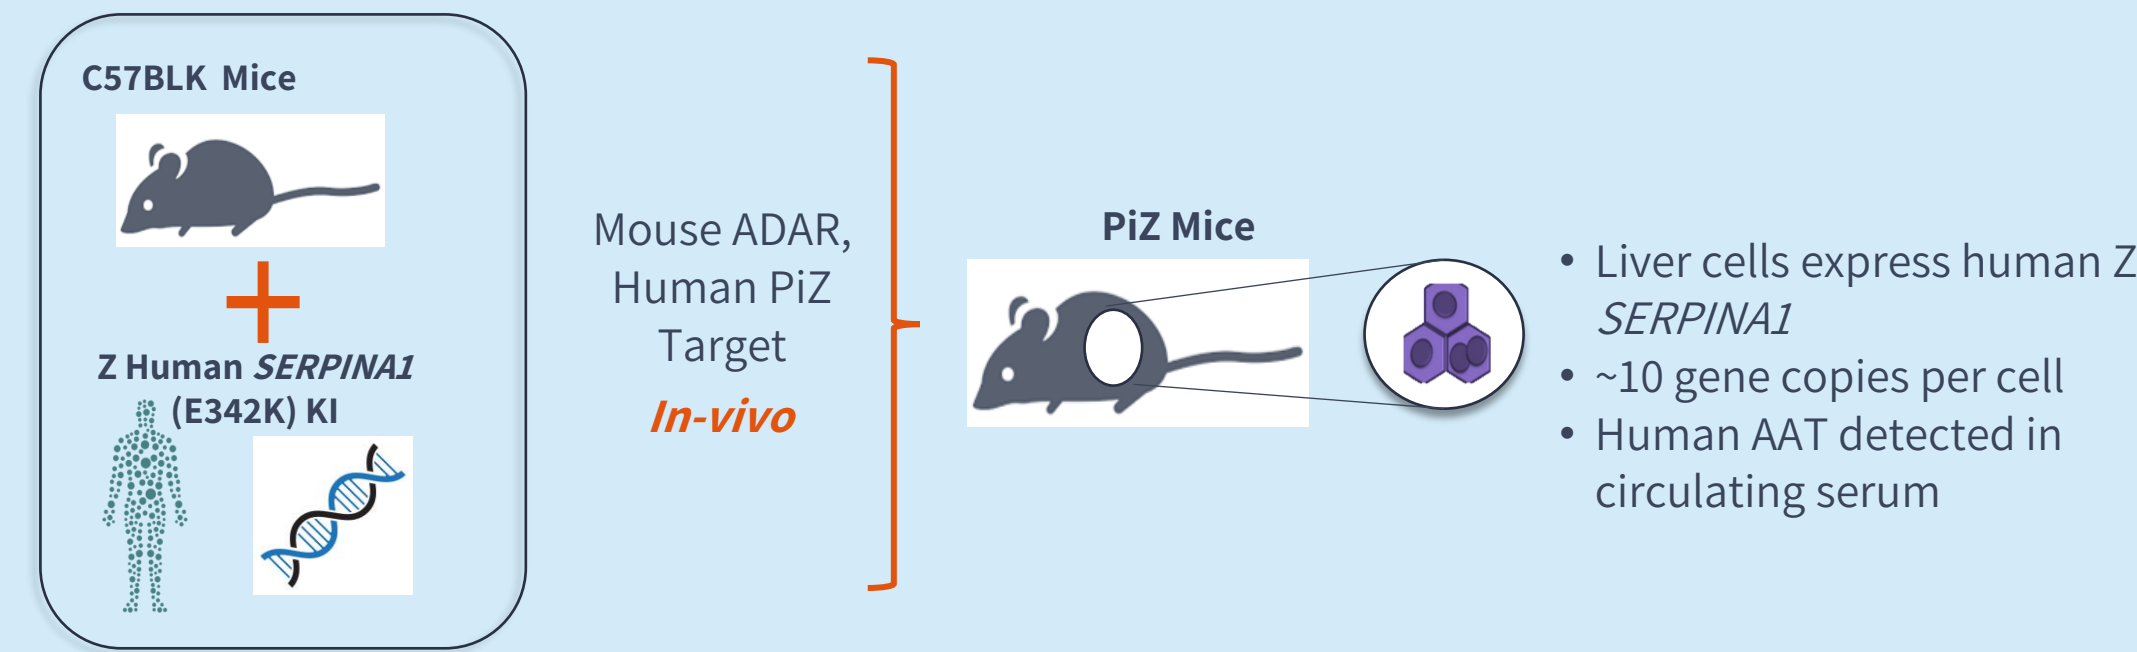 C57BLK Mice
Z Human SERPINA1
(E342K) KI
Mouse ADAR,
Human PiZ
Target
In-vivo
PiZ Mice
• Liver cells express human Z
SERPINA1
• ~10 gene copies per cell
• Human AAT detected in
circulating serum